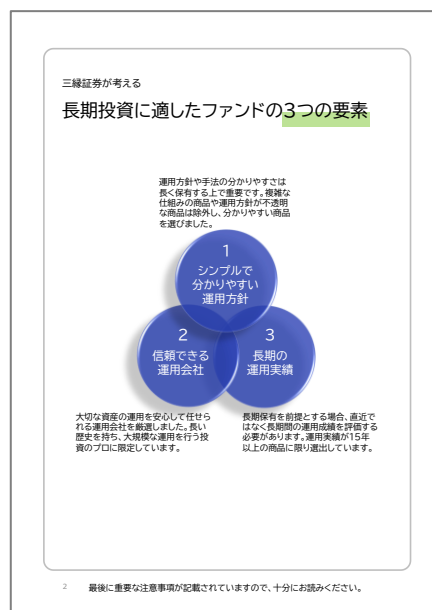 三縁証券が考える
長期投資に適したファンドの3つの要素
運用方針や手法の分かりやすさは
長く保有する上で重要です。複雑な
仕組みの商品や運用方針が不透明
な商品は除外し、分かりやすい商品
を選びました。
1
シンプルで
分かりやすい
運用方針
2
信頼できる
運用会社
3
長期の
運用実績
大切な資産の運用を安心して任せら
れる運用会社を厳選しました。長い
歴史を持ち、大規模な運用を行う投
資のプロに限定しています。
長期保有を前提とする場合、直近で
はなく長期間の運用成績を評価する
必要があります。運用実績が15年
以上の商品に限り選出しています。
2 最後に重要な注意事項が記載されていますので、十分にお読みください。